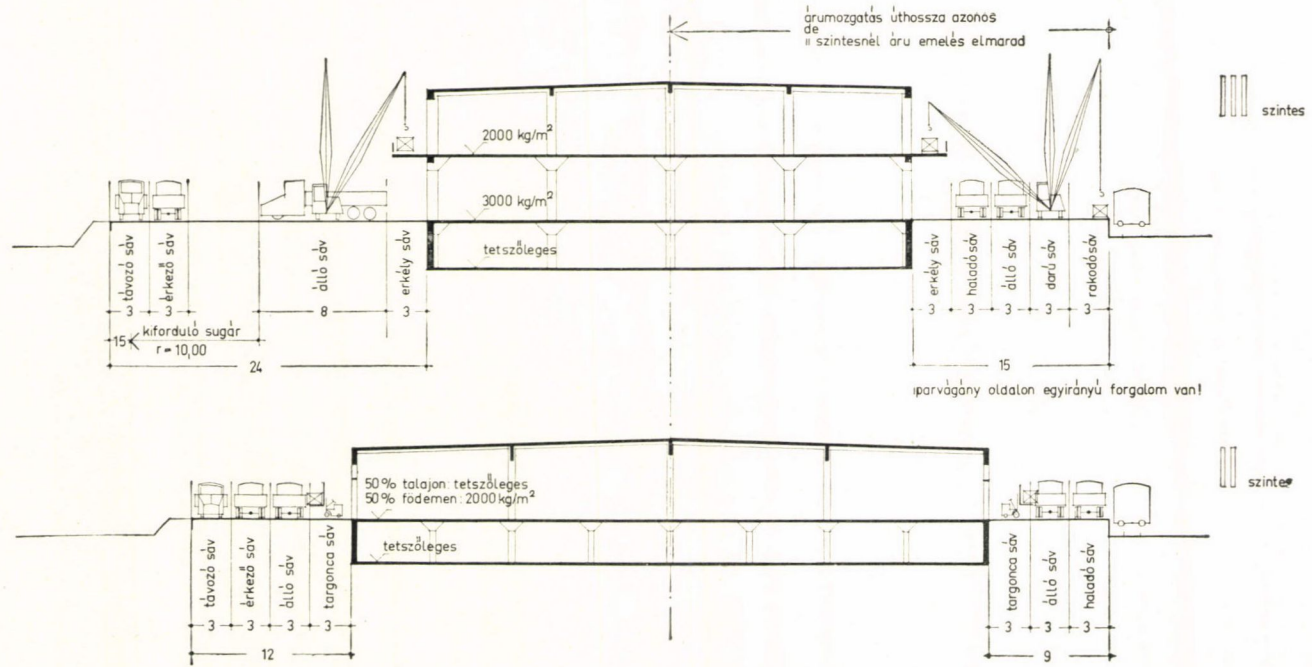 árumozgatás úthossza azonos
de
II szintesnél áru emelés elmarad
III szintes
2000 kg/m²
3000 kg/m²
tetszőleges
távozó sáv
érkező sáv
álló sáv
erkély sáv
erkély sáv
haladó sáv
álló sáv
darú sáv
rakodó sáv
3 3 8 3
3 3 3 3 3
15 kiforduló sugár
r = 10,00
24
15
iparvágány oldalon egyirányú forgalom van!
II szintes
50% talajon: tetszőleges
50% födémen: 2000 kg/m²
tetszőleges
távozó sáv
érkező sáv
álló sáv
targonca sáv
targonca sáv
álló sáv
haladó sáv
3 3 3 3
3 3 3
12
9